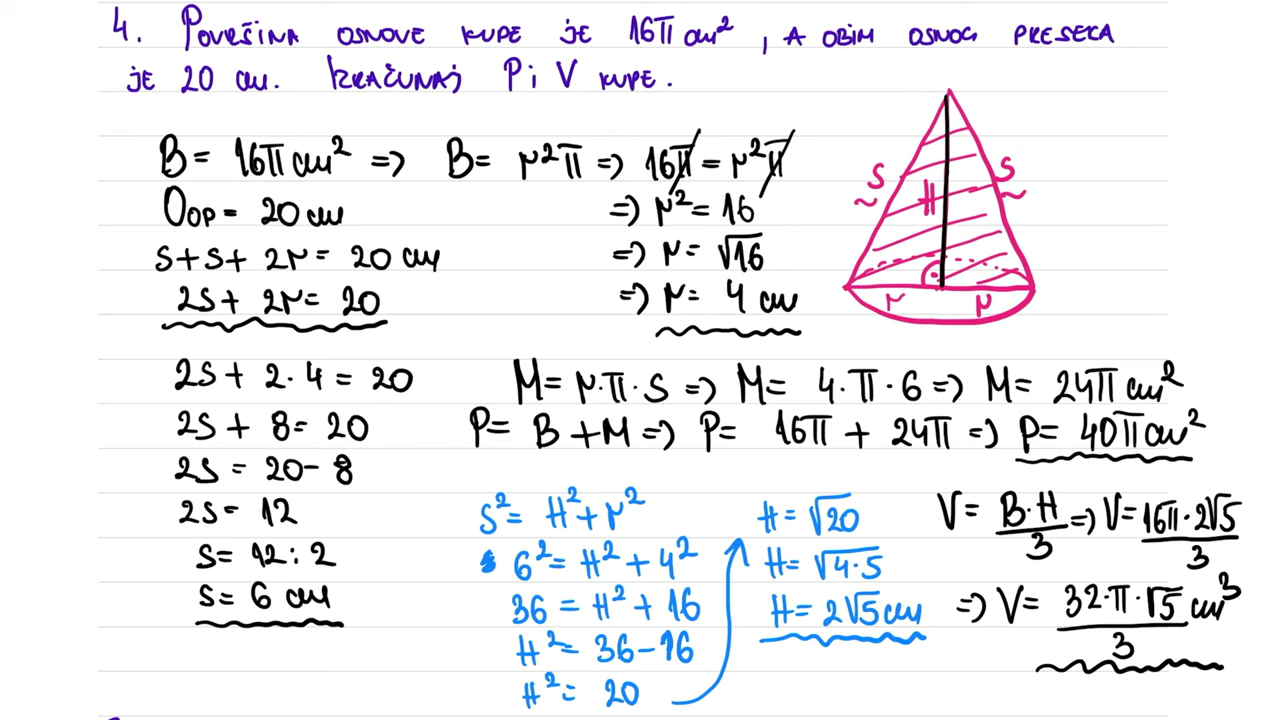 4. POVRŠINA OSNOVE KUPE JE 16π cm², A OBIM OSNOG PRESEKA
JE 20 cm. IZRAČUNAJ P i V KUPE.
B = 16π cm² => B = r²π => 16π = r²π
Oop = 20 cm => r² = 16
s + s + 2r = 20 cm => r = √16
2s + 2r = 20 => r = 4 cm
s H s
r r
2s + 2·4 = 20
2s + 8 = 20
2s = 20 - 8
2s = 12
s = 12 : 2
s = 6 cm
M = r·π·s => M = 4·π·6 => M = 24π cm²
P = B + M => P = 16π + 24π => P = 40π cm²
s² = H² + r²
6² = H² + 4²
36 = H² + 16
H² = 36 - 16
H² = 20
H = √20
H = √4·5
H = 2√5 cm
V = B·H/3 => V = 16π·2√5/3
=> V = 32·π·√5/3 cm³